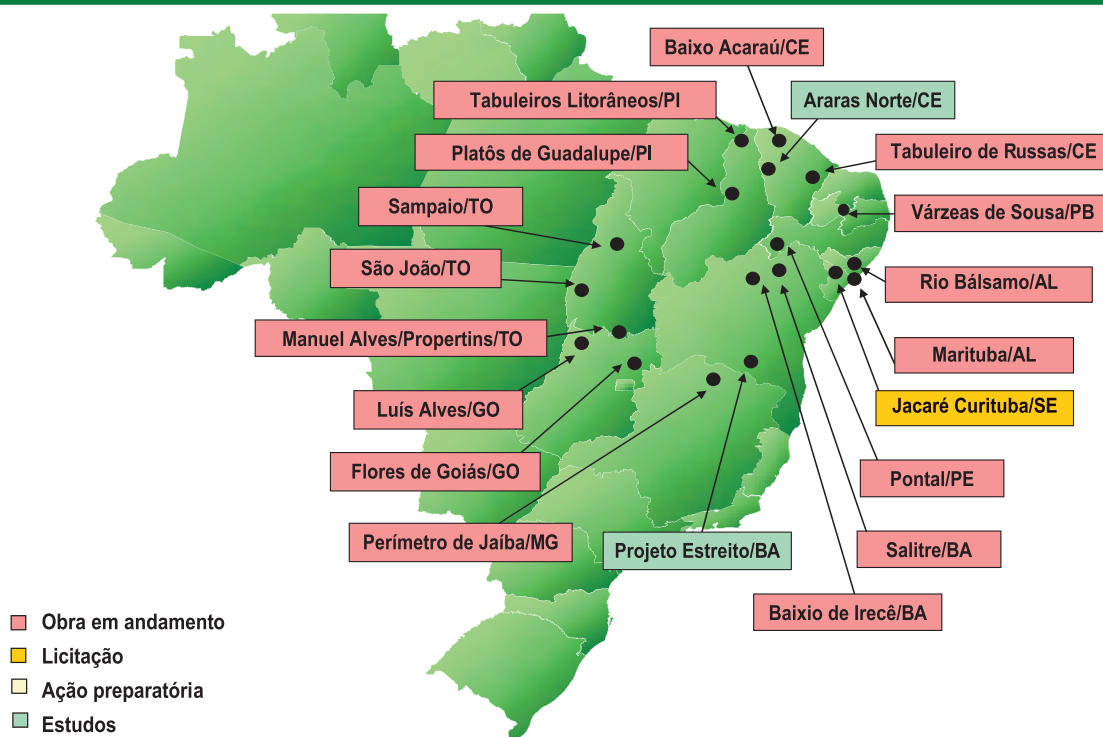 Baixo Acaraú/CE
Tabuleiros Litorâneos/PI
Araras Norte/CE
Platôs de Guadalupe/PI
Tabuleiro de Russas/CE
Sampaio/TO
Várzeas de Sousa/PB
São João/TO
Rio Bálsamo/AL
Manuel Alves/Propertins/TO
Marituba/AL
Luís Alves/GO
Jacaré Curituba/SE
Flores de Goiás/GO
Pontal/PE
Perímetro de Jaíba/MG
Projeto Estreito/BA
Salitre/BA
Baixio de Irecê/BA
Obra em andamento
Licitação
Ação preparatória
Estudos